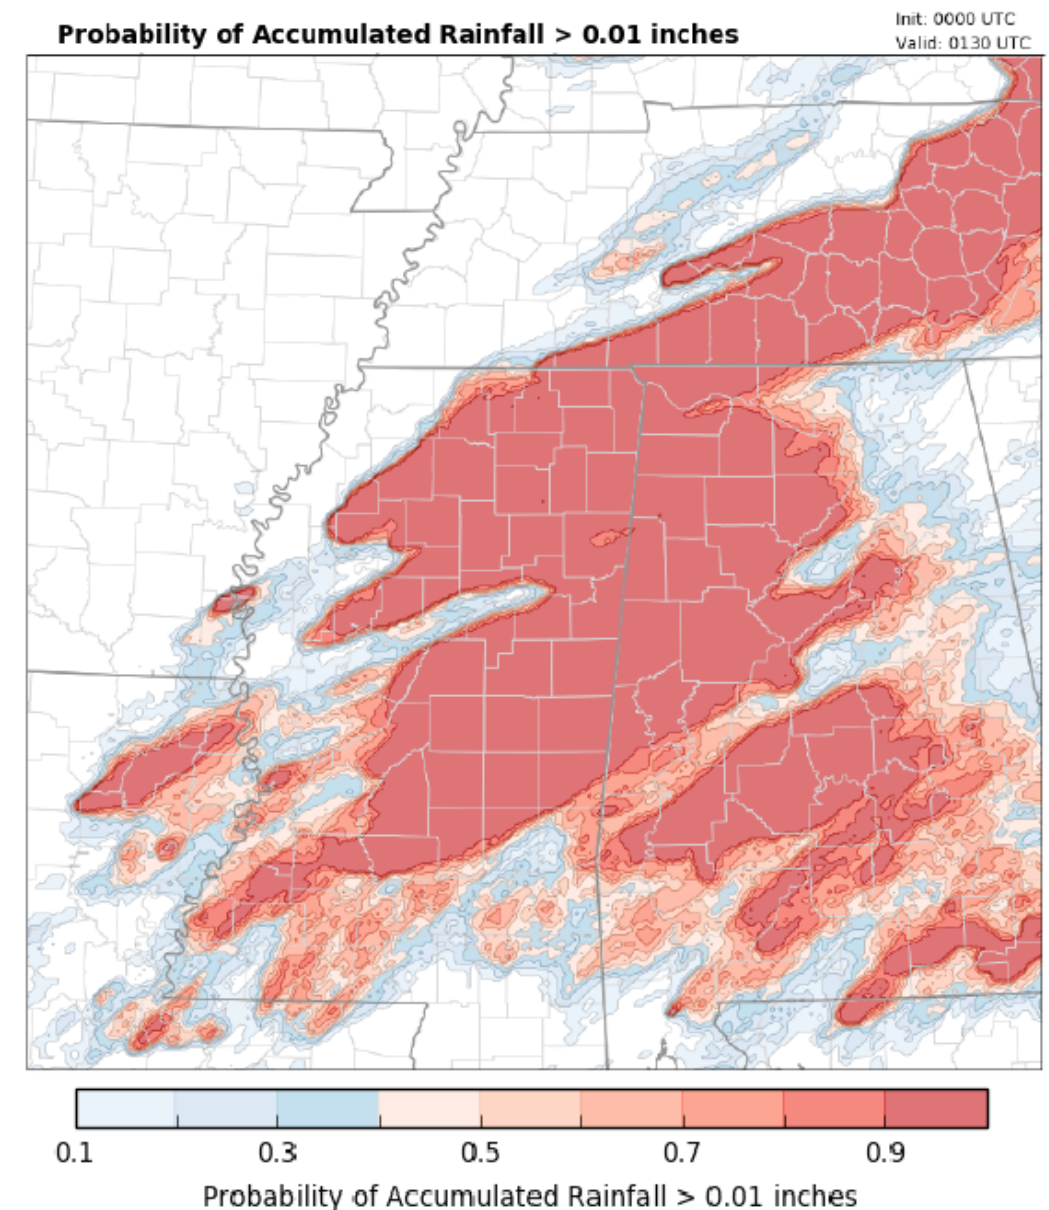 Probability of Accumulated Rainfall > 0.01 inches
Init: 0000 UTC
Valid: 0130 UTC
0.1 0.3 0.5 0.7 0.9
Probability of Accumulated Rainfall > 0.01 inches